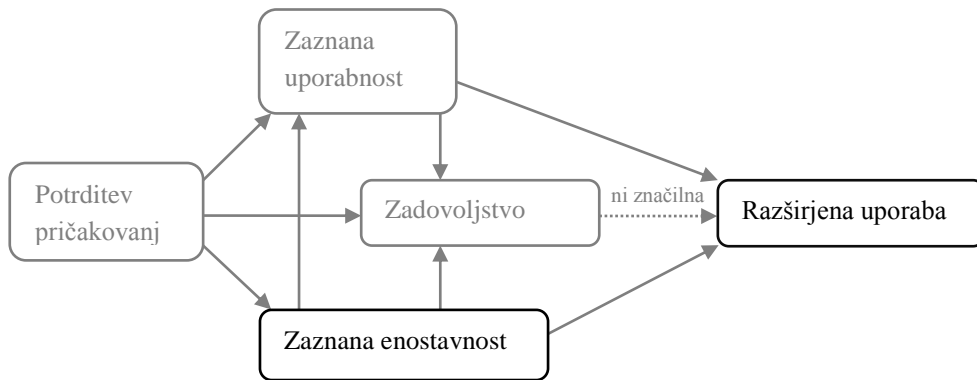 Zaznana
uporabnost
Potrditev
pričakovanj
Zadovoljstvo
ni značilna
Razširjena uporaba
Zaznana enostavnost